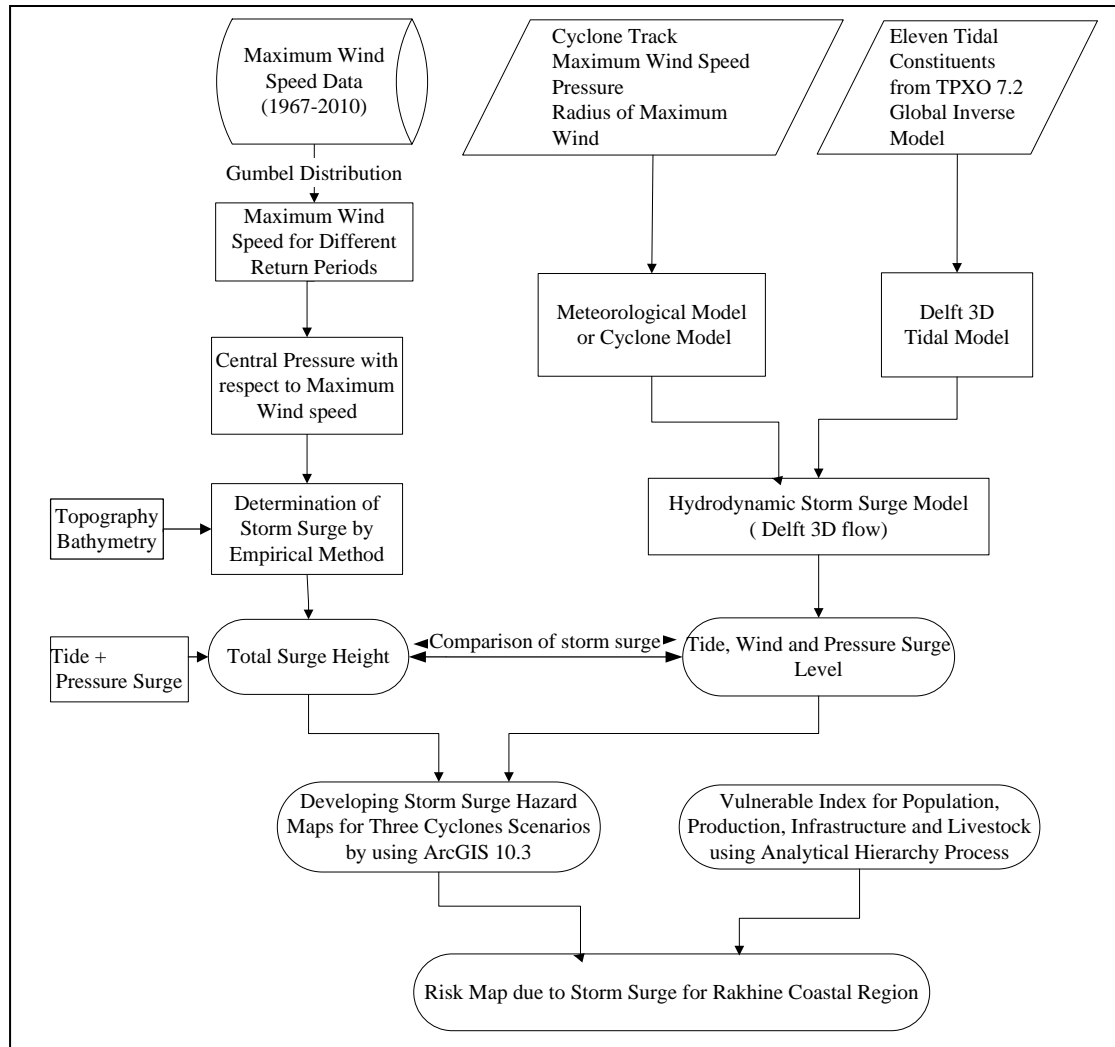 Maximum Wind
Speed Data
(1967-2010)
Cyclone Track
Maximum Wind Speed
Pressure
Radius of Maximum
Wind
Eleven Tidal
Constituents
from TPXO 7.2
Global Inverse
Model
Gumbel Distribution
Maximum Wind
Speed for Different
Return Periods
Meteorological Model
or Cyclone Model
Delft 3D
Tidal Model
Central Pressure with
respect to Maximum
Wind speed
Topography
Bathymetry
Determination of
Storm Surge by
Empirical Method
Hydrodynamic Storm Surge Model
( Delft 3D flow)
Tide +
Pressure Surge
Total Surge Height
Comparison of storm surge
Tide, Wind and Pressure Surge
Level
Developing Storm Surge Hazard
Maps for Three Cyclones Scenarios
by using ArcGIS 10.3
Vulnerable Index for Population,
Production, Infrastructure and Livestock
using Analytical Hierarchy Process
Risk Map due to Storm Surge for Rakhine Coastal Region